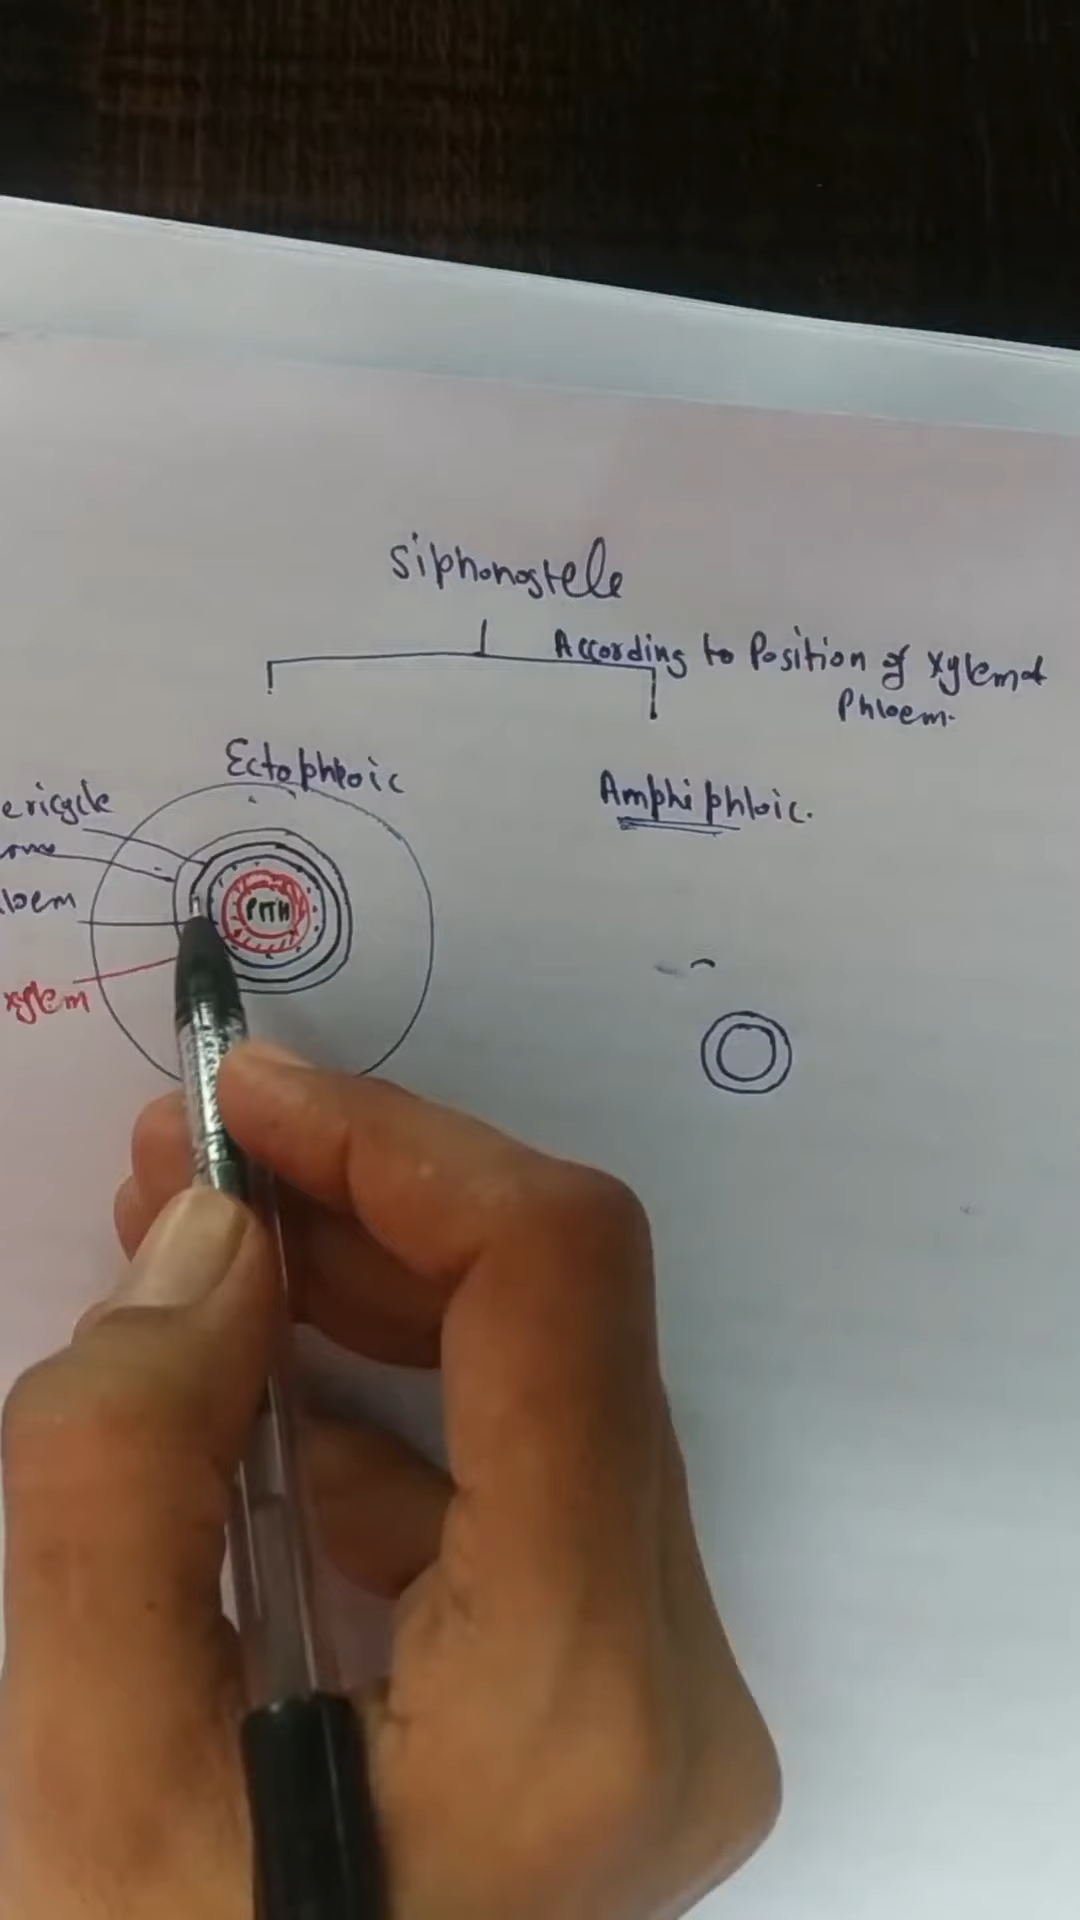 siphonostele
According to Position of xylem &
Phloem.
Ectophloic
Amphiphloic.
ericycle
loem
PITH
xylem